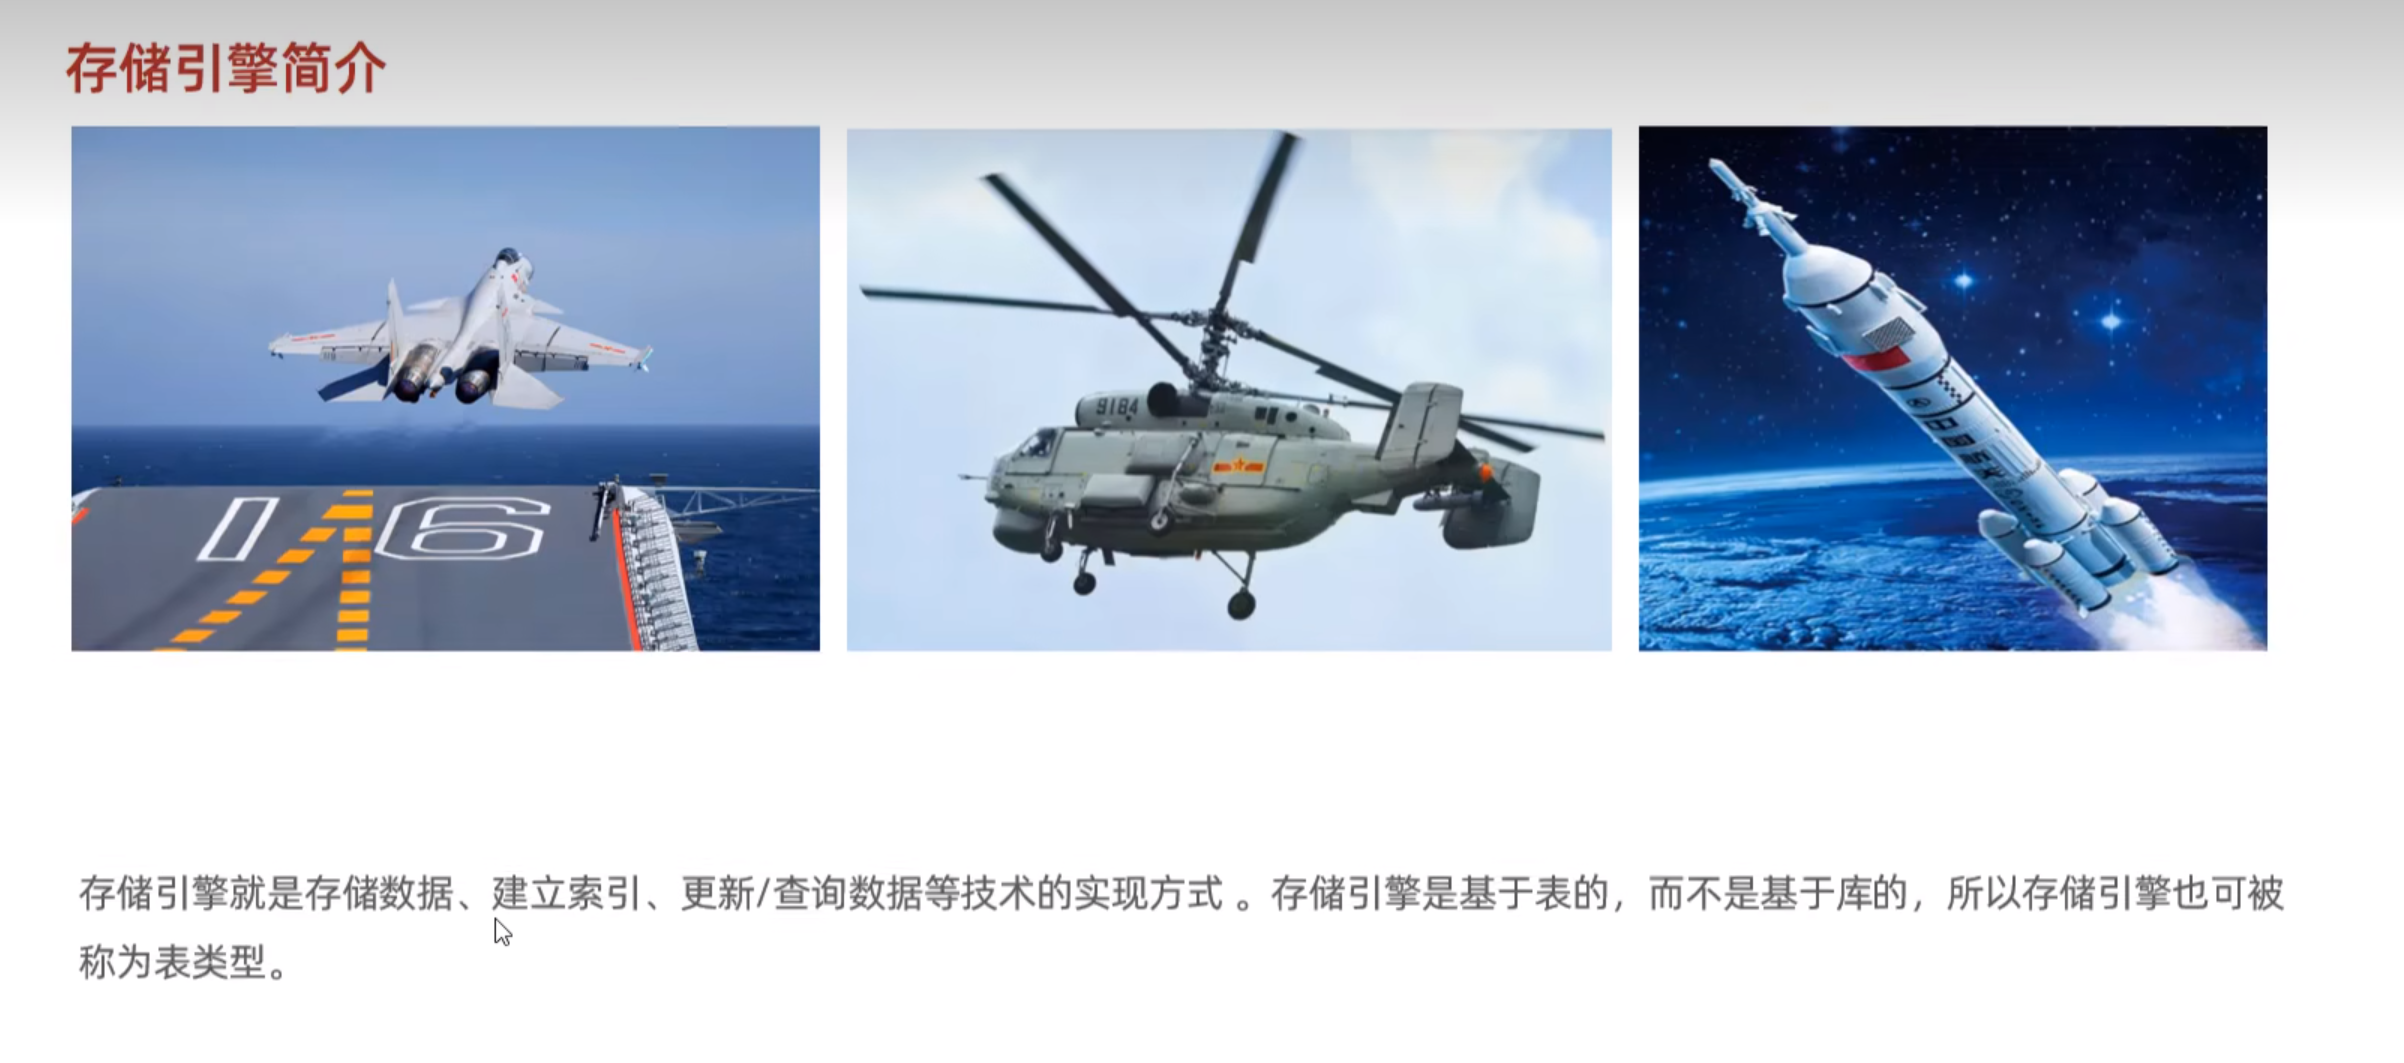 存储引擎简介
16
9184
存储引擎就是存储数据、建立索引、更新/查询数据等技术的实现方式 。存储引擎是基于表的，而不是基于库的，所以存储引擎也可被
称为表类型。